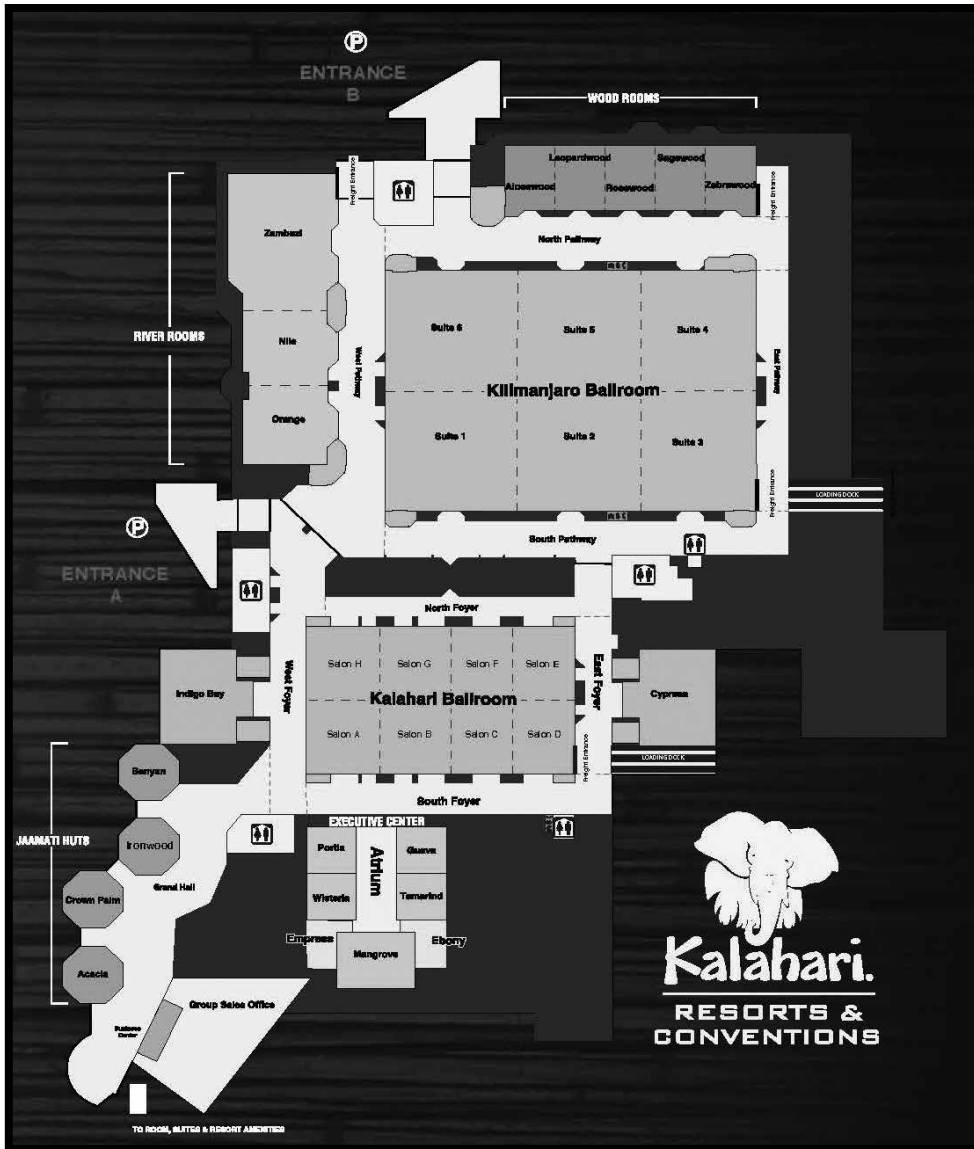 P
ENTRANCE
B
WOOD ROOMS
Leopardwood
Sagewood
Aloeswood
Rosewood
Zebrawood
Freight Entrance
Freight Entrance
North Pathway
Zambezi
RIVER ROOMS
Nile
Orange
West Pathway
East Pathway
Suite 6
Suite 5
Suite 4
Kilimanjaro Ballroom
Suite 1
Suite 2
Suite 3
Freight Entrance
LOADING DOCK
South Pathway
P
ENTRANCE
A
North Foyer
West Foyer
East Foyer
Salon H
Salon G
Salon F
Salon E
Indigo Bay
Kalahari Ballroom
Cypress
Salon A
Salon B
Salon C
Salon D
Freight Entrance
LOADING DOCK
South Foyer
JAAMATI HUTS
Banyan
Ironwood
Crown Palm
Acacia
Grand Hall
EXECUTIVE CENTER
Portia
Atrium
Guava
Wisteria
Tamarind
Empress
Ebony
Mangrove
Group Sales Office
Business
Center
TO ROOM, SUITES & RESORT AMENITIES
Kalahari.
RESORTS &
CONVENTIONS